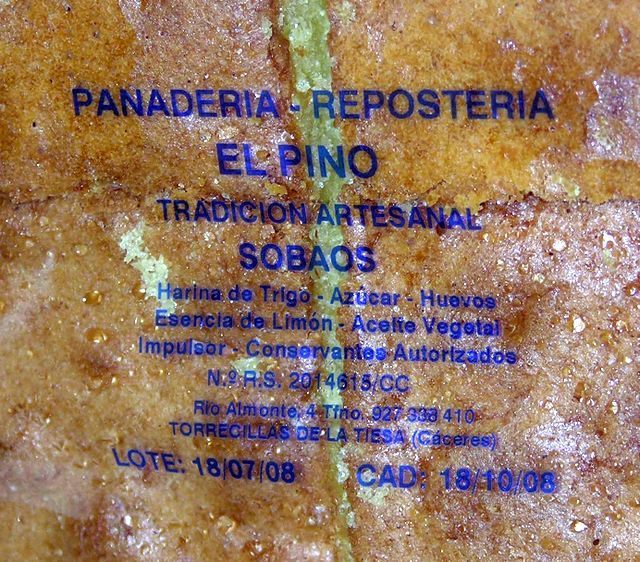 PANADERIA - REPOSTERIA
EL PINO
TRADICION ARTESANAL
SOBAOS
Harina de Trigo - Azúcar - Huevos
Esencia de Limón - Aceite Vegetal
Impulsor - Conservantes Autorizados
N.º R.S. 2014615/CC
Rio Almonte, 4 Tfno. 927 338 410
TORRECILLAS DE LA TIESA (Cáceres)
LOTE: 18/07/08 CAD: 18/10/08